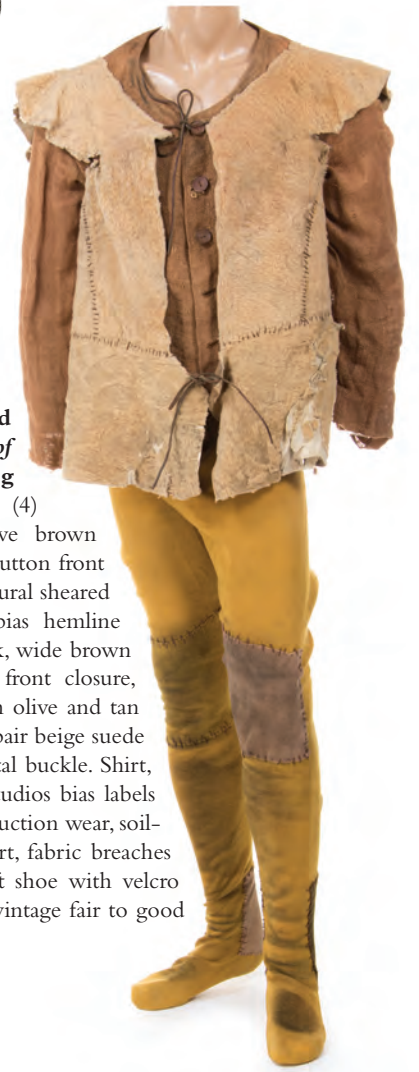 d
of
g
(4)
ve brown
utton front
ural sheared
bias hemline
k, wide brown
front closure,
n olive and tan
pair beige suede
tal buckle. Shirt,
udios bias labels
uction wear, soil-
rt, fabric breaches
t shoe with velcro
vintage fair to good